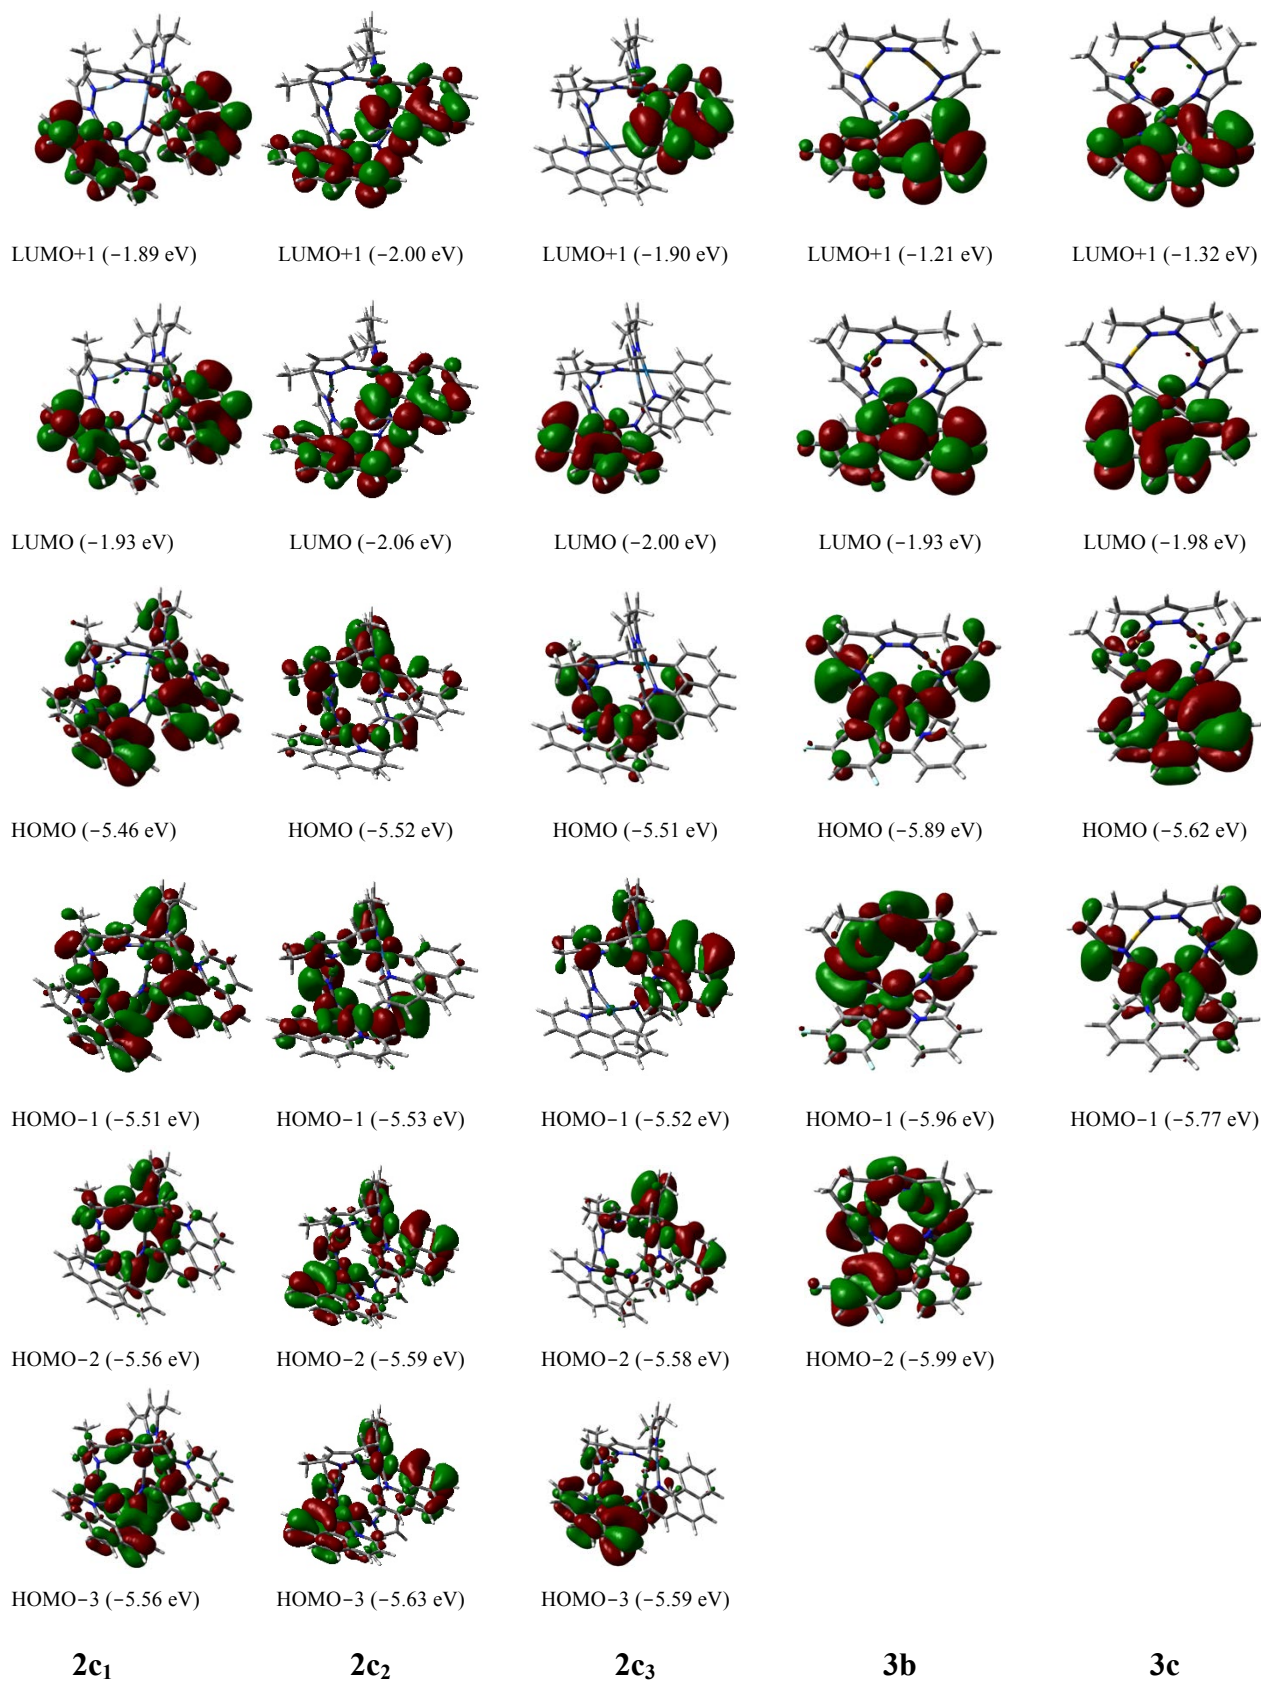 LUMO+1 (−1.89 eV) LUMO+1 (−2.00 eV) LUMO+1 (−1.90 eV) LUMO+1 (−1.21 eV) LUMO+1 (−1.32 eV)
LUMO (−1.93 eV) LUMO (−2.06 eV) LUMO (−2.00 eV) LUMO (−1.93 eV) LUMO (−1.98 eV)
HOMO (−5.46 eV) HOMO (−5.52 eV) HOMO (−5.51 eV) HOMO (−5.89 eV) HOMO (−5.62 eV)
HOMO−1 (−5.51 eV) HOMO−1 (−5.53 eV) HOMO−1 (−5.52 eV) HOMO−1 (−5.96 eV) HOMO−1 (−5.77 eV)
HOMO−2 (−5.56 eV) HOMO−2 (−5.59 eV) HOMO−2 (−5.58 eV) HOMO−2 (−5.99 eV)
HOMO−3 (−5.56 eV) HOMO−3 (−5.63 eV) HOMO−3 (−5.59 eV)
2c₁ 2c₂ 2c₃ 3b 3c